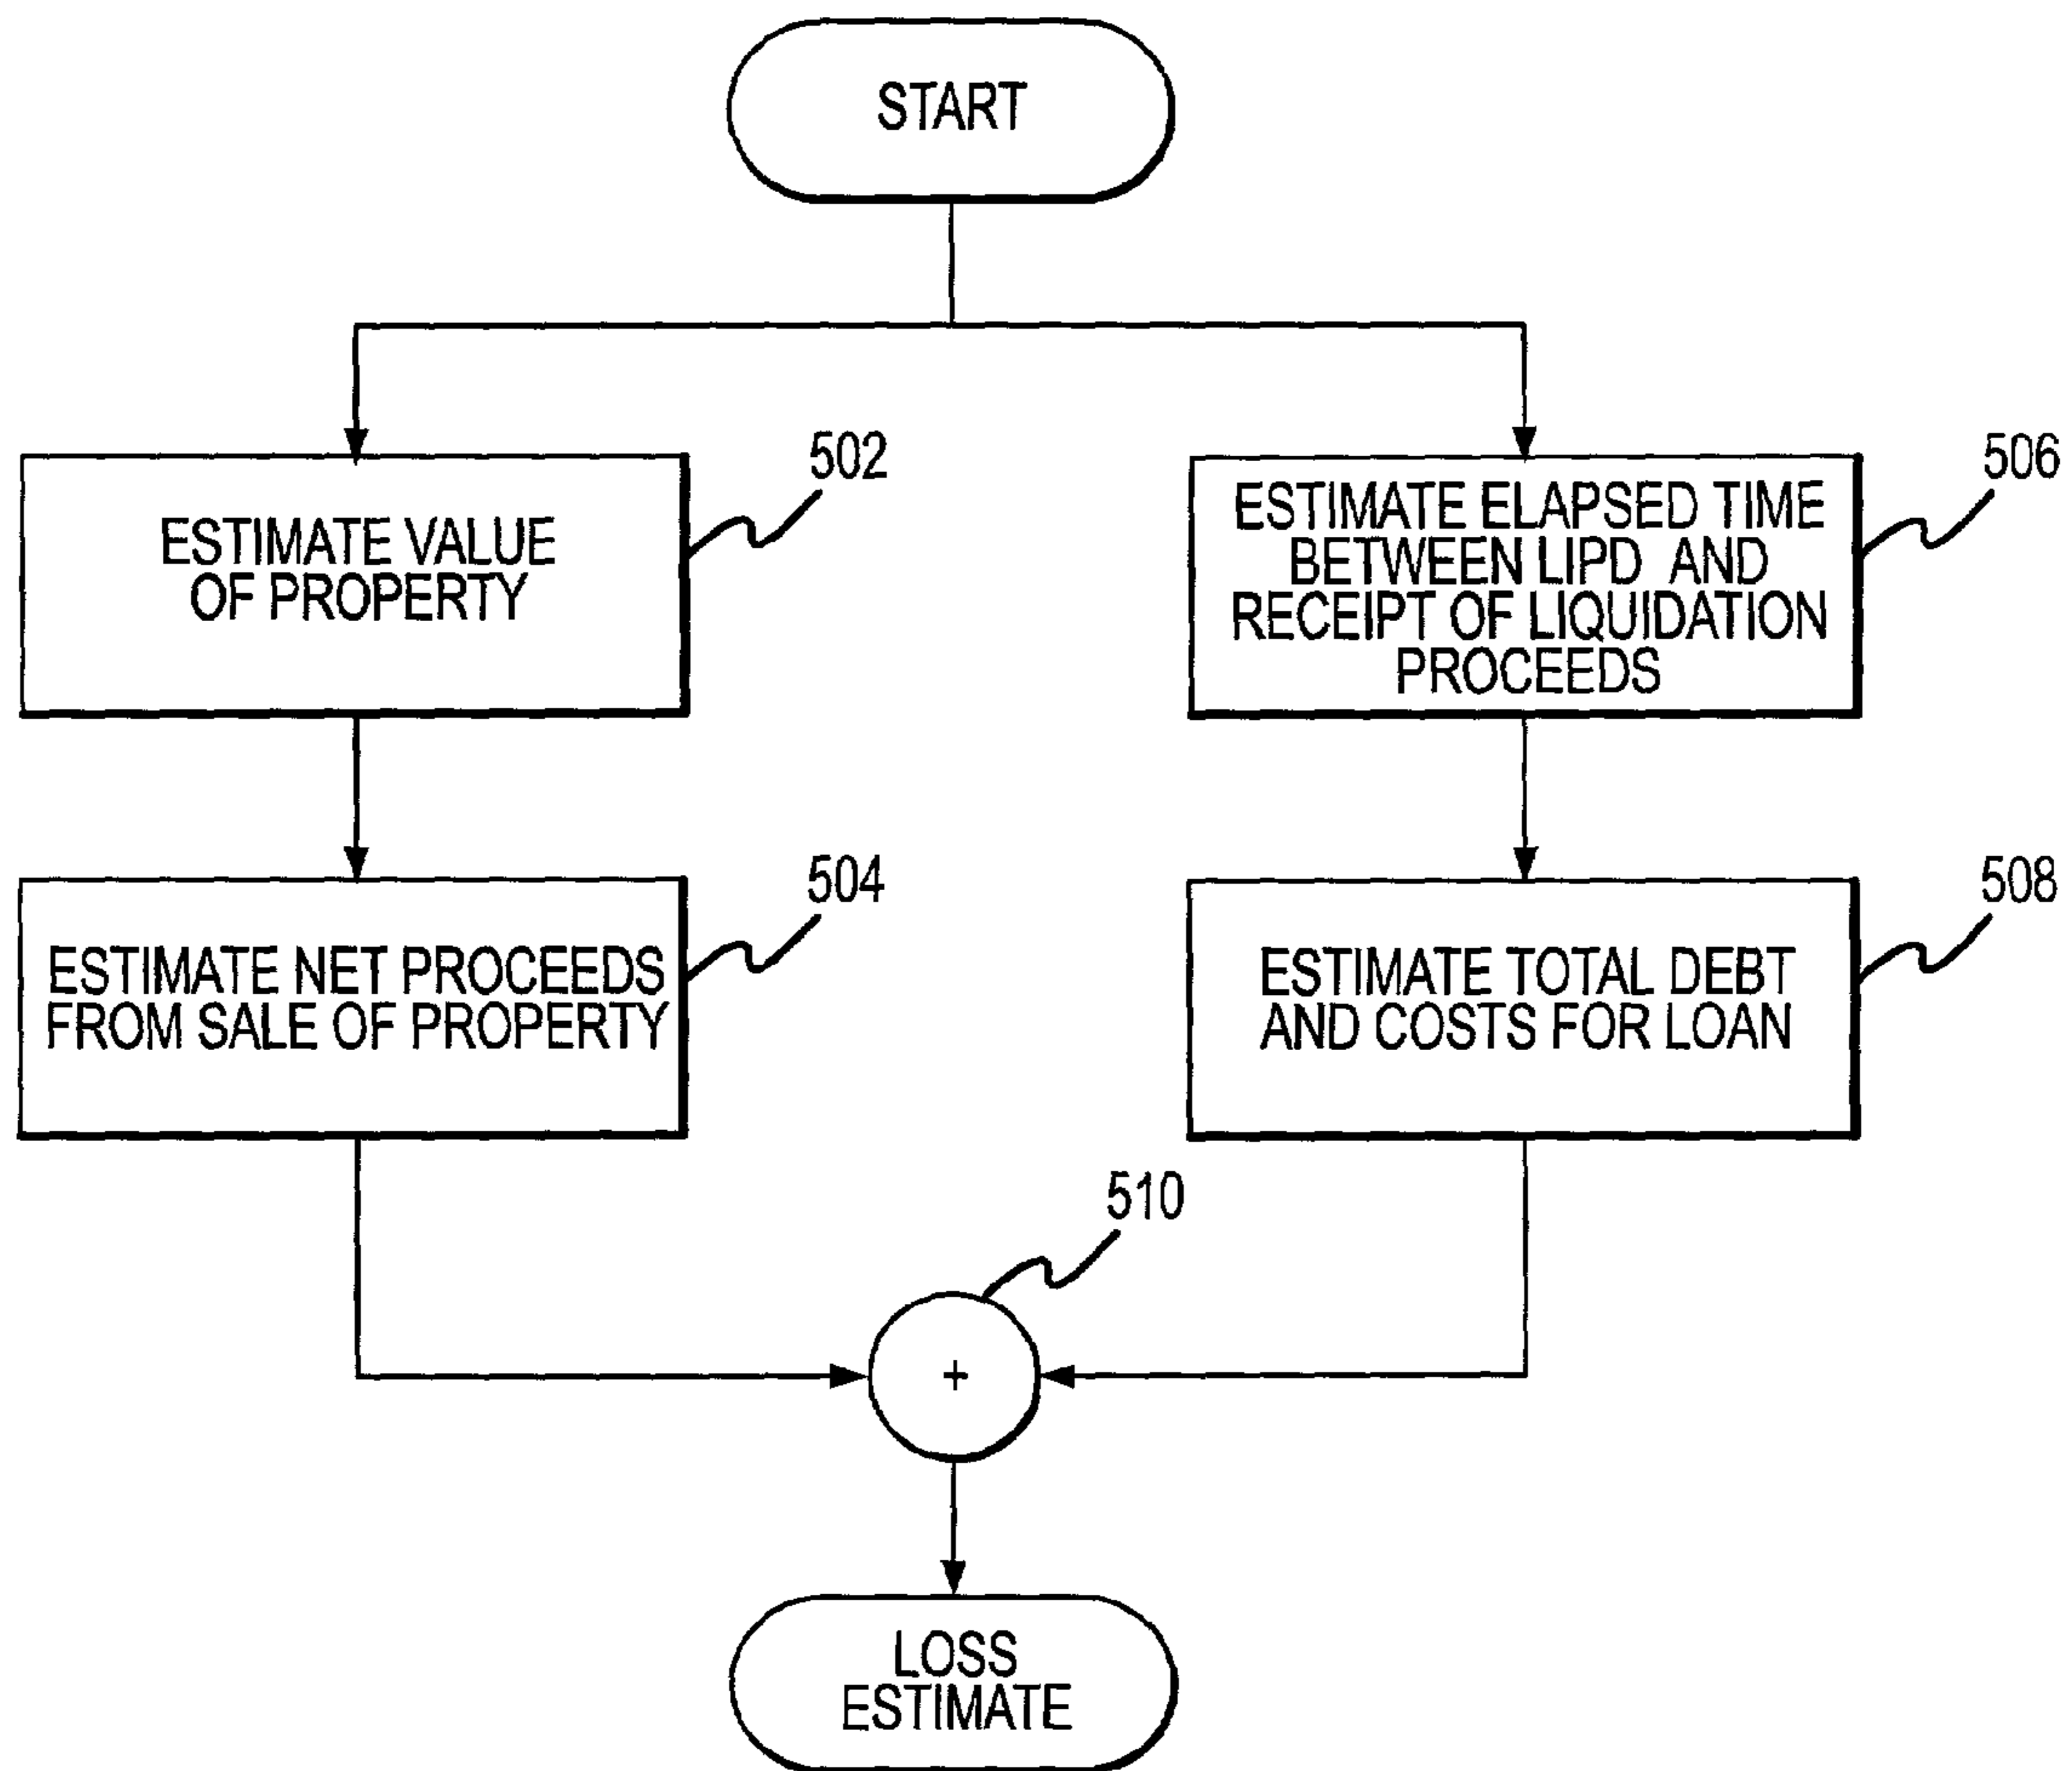 START
502
ESTIMATE VALUE
OF PROPERTY
506
ESTIMATE ELAPSED TIME
BETWEEN LIPD AND
RECEIPT OF LIQUIDATION
PROCEEDS
504
ESTIMATE NET PROCEEDS
FROM SALE OF PROPERTY
508
ESTIMATE TOTAL DEBT
AND COSTS FOR LOAN
510
+
LOSS
ESTIMATE